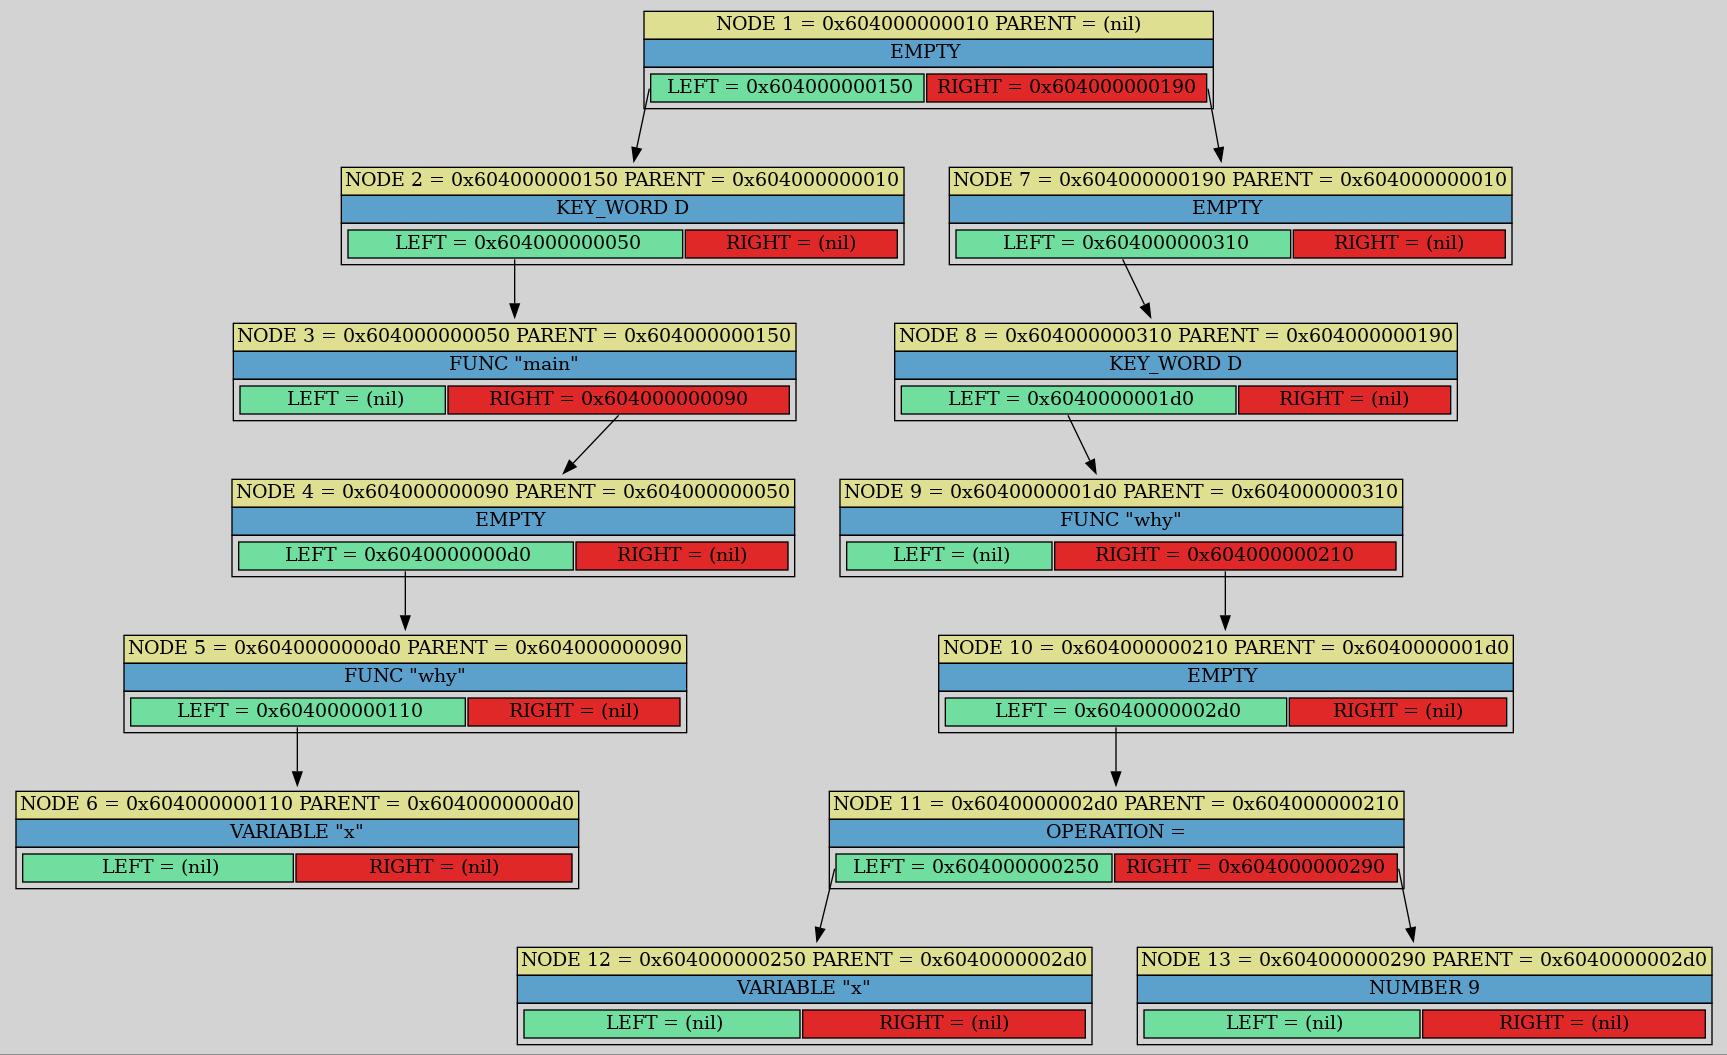 NODE 1 = 0x604000000010 PARENT = (nil)
EMPTY
LEFT = 0x604000000150 RIGHT = 0x604000000190
NODE 2 = 0x604000000150 PARENT = 0x604000000010
KEY_WORD D
LEFT = 0x604000000050 RIGHT = (nil)
NODE 7 = 0x604000000190 PARENT = 0x604000000010
EMPTY
LEFT = 0x604000000310 RIGHT = (nil)
NODE 3 = 0x604000000050 PARENT = 0x604000000150
FUNC "main"
LEFT = (nil) RIGHT = 0x604000000090
NODE 8 = 0x604000000310 PARENT = 0x604000000190
KEY_WORD D
LEFT = 0x6040000001d0 RIGHT = (nil)
NODE 4 = 0x604000000090 PARENT = 0x604000000050
EMPTY
LEFT = 0x6040000000d0 RIGHT = (nil)
NODE 9 = 0x6040000001d0 PARENT = 0x604000000310
FUNC "why"
LEFT = (nil) RIGHT = 0x604000000210
NODE 5 = 0x6040000000d0 PARENT = 0x604000000090
FUNC "why"
LEFT = 0x604000000110 RIGHT = (nil)
NODE 10 = 0x604000000210 PARENT = 0x6040000001d0
EMPTY
LEFT = 0x6040000002d0 RIGHT = (nil)
NODE 6 = 0x604000000110 PARENT = 0x6040000000d0
VARIABLE "x"
LEFT = (nil) RIGHT = (nil)
NODE 11 = 0x6040000002d0 PARENT = 0x604000000210
OPERATION =
LEFT = 0x604000000250 RIGHT = 0x604000000290
NODE 12 = 0x604000000250 PARENT = 0x6040000002d0
VARIABLE "x"
LEFT = (nil) RIGHT = (nil)
NODE 13 = 0x604000000290 PARENT = 0x6040000002d0
NUMBER 9
LEFT = (nil) RIGHT = (nil)